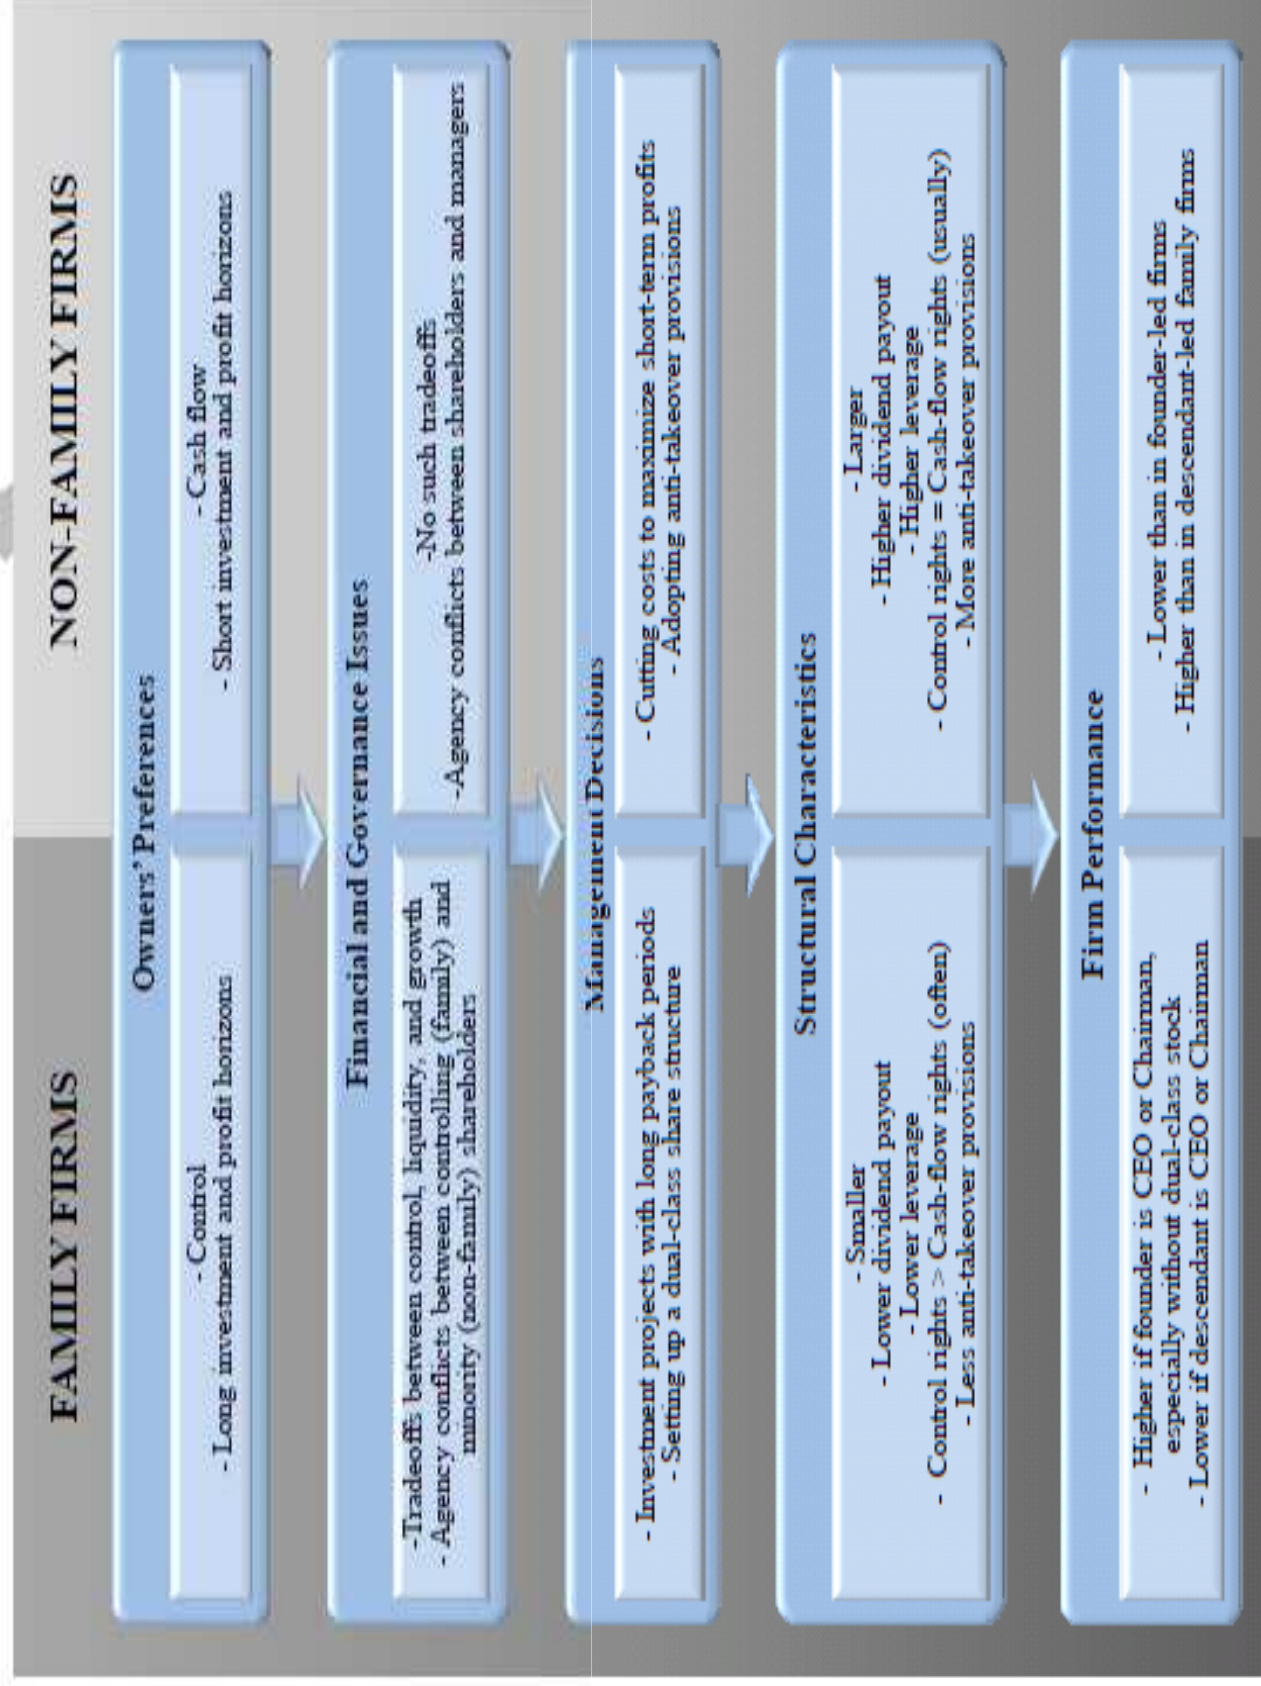 FAMILY FIRMS
NON-FAMILY FIRMS
Owners' Preferences
- Control
- Long investment and profit horizons
- Cash flow
- Short investment and profit horizons
Financial and Governance Issues
-Tradeoffs between control, liquidity, and growth
- Agency conflicts between controlling (family) and
minority (non-family) shareholders
-No such tradeoffs
-Agency conflicts between shareholders and managers
Management Decisions
- Investment projects with long payback periods
- Setting up a dual-class share structure
- Cutting costs to maximize short-term profits
- Adopting anti-takeover provisions
Structural Characteristics
- Smaller
- Lower dividend payout
- Lower leverage
- Control rights > Cash-flow rights (often)
- Less anti-takeover provisions
- Larger
- Higher dividend payout
- Higher leverage
- Control rights = Cash-flow rights (usually)
- More anti-takeover provisions
Firm Performance
- Higher if founder is CEO or Chairman,
especially without dual-class stock
- Lower if descendant is CEO or Chairman
- Lower than in founder-led firms
- Higher than in descendant-led family firms